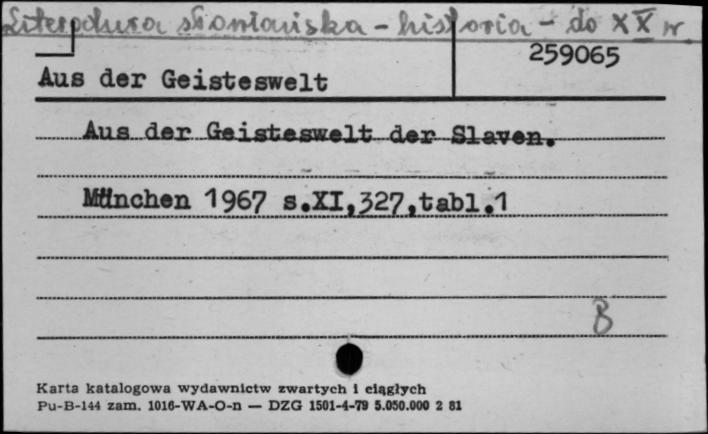 Literatura słowiańska - historia - do XX w.
259065
Aus der Geisteswelt
Aus der Geisteswelt der Slaven.
München 1967 s.XI,327,tabl.1
B
Karta katalogowa wydawnictw zwartych i ciągłych
Pu-B-144 zam. 1016-WA-O-n — DZG 1501-4-79 5.050.000 2 81